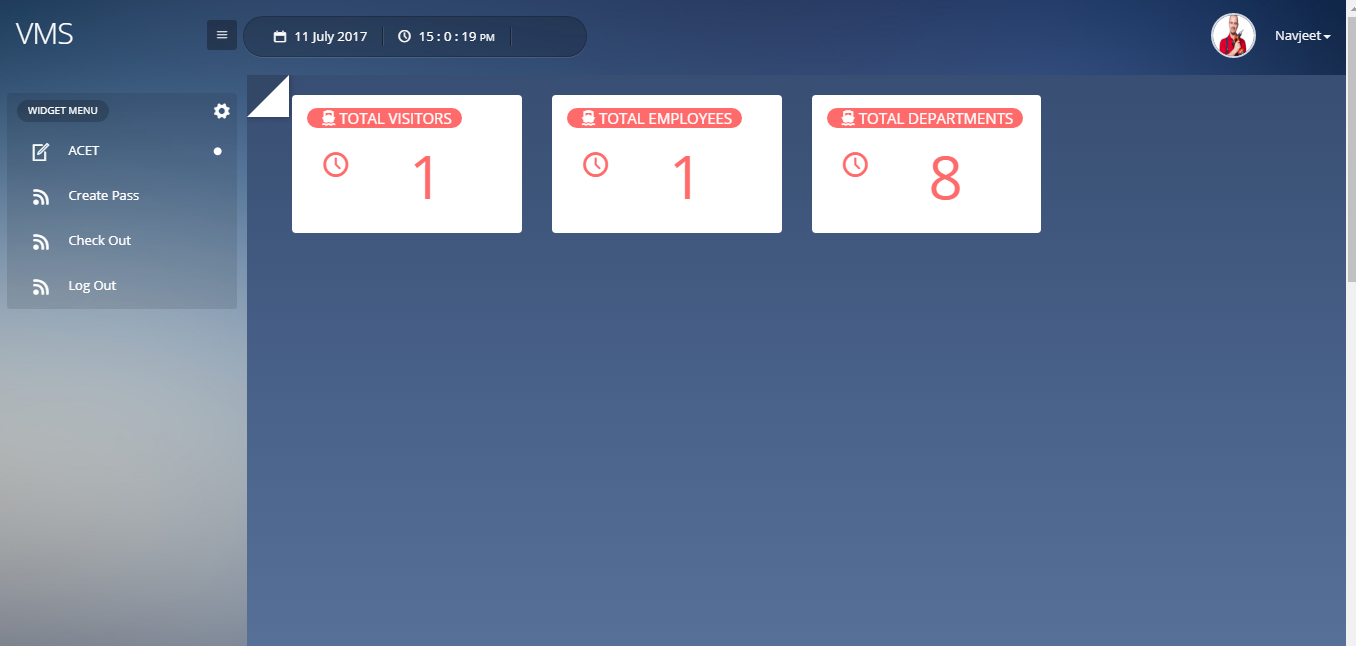 VMS
11 July 2017
15 : 0 : 19 PM
Navjeet
WIDGET MENU
ACET
Create Pass
Check Out
Log Out
TOTAL VISITORS
1
TOTAL EMPLOYEES
1
TOTAL DEPARTMENTS
8